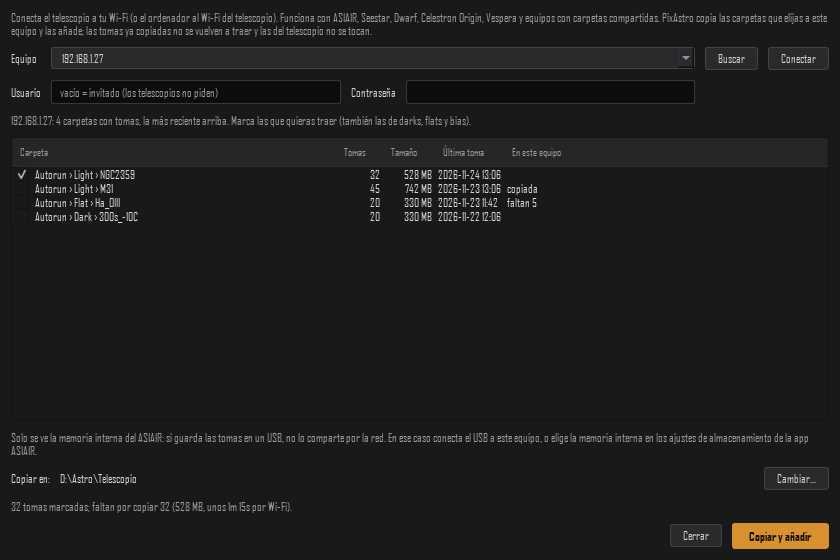 Conecta el telescopio a tu Wi-Fi (o el ordenador al Wi-Fi del telescopio). Funciona con ASIAIR, Seestar, Dwarf, Celestron Origin, Vespera y equipos con carpetas compartidas. PixAstro copia las carpetas que elijas a este
equipo y las añade; las tomas ya copiadas no se vuelven a traer y las del telescopio no se tocan.
Equipo 192.168.1.27 Buscar Conectar
Usuario vacío = invitado (los telescopios no piden) Contraseña
192.168.1.27: 4 carpetas con tomas, la más reciente arriba. Marca las que quieras traer (también las de darks, flats y bias).
Carpeta Tomas Tamaño Última toma En este equipo
Autorun › Light › NGC2359 32 528 MB 2026-11-24 13:06
Autorun › Light › M31 45 742 MB 2026-11-23 13:06 copiada
Autorun › Flat › Ha_OIII 20 330 MB 2026-11-23 11:42 faltan 5
Autorun › Dark › 300s_-10C 20 330 MB 2026-11-22 12:06
Solo se ve la memoria interna del ASIAIR: si guarda las tomas en un USB, no lo comparte por la red. En ese caso conecta el USB a este equipo, o elige la memoria interna en los ajustes de almacenamiento de la app
ASIAIR.
Copiar en: D:\Astro\Telescopio Cambiar...
32 tomas marcadas; faltan por copiar 32 (528 MB, unos 1m 15s por Wi-Fi).
Cerrar Copiar y añadir